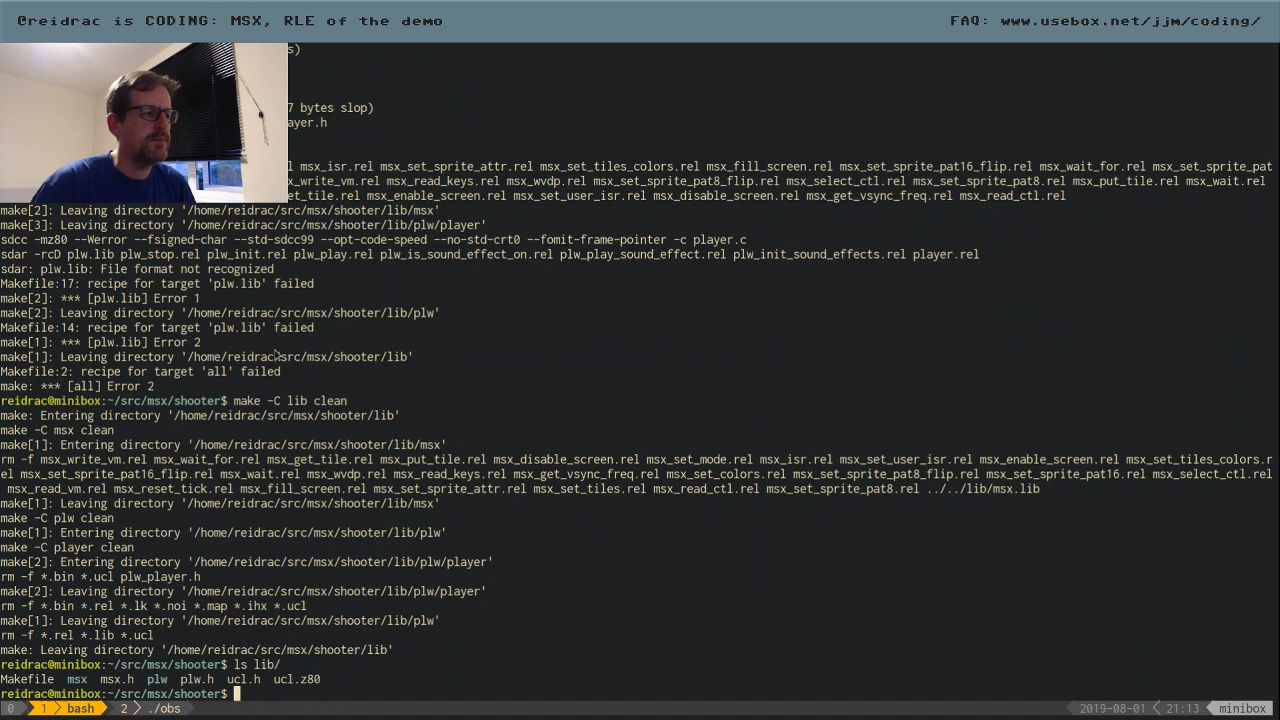 @reidrac is CODING: MSX, RLE of the demo
FAQ: www.usebox.net/jjm/coding/
s)
7 bytes slop)
ayer.h
l msx_isr.rel msx_set_sprite_attr.rel msx_set_tiles_colors.rel msx_fill_screen.rel msx_set_sprite_pat16_flip.rel msx_wait_for.rel msx_set_sprite_pat
x_write_vm.rel msx_read_keys.rel msx_wvdp.rel msx_set_sprite_pat8_flip.rel msx_select_ctl.rel msx_set_sprite_pat8.rel msx_put_tile.rel msx_wait.rel
et_tile.rel msx_enable_screen.rel msx_set_user_isr.rel msx_disable_screen.rel msx_get_vsync_freq.rel msx_read_ctl.rel
make[2]: Leaving directory '/home/reidrac/src/msx/shooter/lib/msx'
make[3]: Leaving directory '/home/reidrac/src/msx/shooter/lib/plw/player'
sdcc -mz80 --Werror --fsigned-char --std-sdcc99 --opt-code-speed --no-std-crt0 --fomit-frame-pointer -c player.c
sdar -rcD plw.lib plw_stop.rel plw_init.rel plw_play.rel plw_is_sound_effect_on.rel plw_play_sound_effect.rel plw_init_sound_effects.rel player.rel
sdar: plw.lib: File format not recognized
Makefile:17: recipe for target 'plw.lib' failed
make[2]: *** [plw.lib] Error 1
make[2]: Leaving directory '/home/reidrac/src/msx/shooter/lib/plw'
Makefile:14: recipe for target 'plw.lib' failed
make[1]: *** [plw.lib] Error 2
make[1]: Leaving directory '/home/reidrac/src/msx/shooter/lib'
Makefile:2: recipe for target 'all' failed
make: *** [all] Error 2
reidrac@minibox:~/src/msx/shooter$ make -C lib clean
make: Entering directory '/home/reidrac/src/msx/shooter/lib'
make -C msx clean
make[1]: Entering directory '/home/reidrac/src/msx/shooter/lib/msx'
rm -f msx_write_vm.rel msx_wait_for.rel msx_get_tile.rel msx_put_tile.rel msx_disable_screen.rel msx_set_mode.rel msx_isr.rel msx_set_user_isr.rel msx_enable_screen.rel msx_set_tiles_colors.r
el msx_set_sprite_pat16_flip.rel msx_wait.rel msx_wvdp.rel msx_read_keys.rel msx_get_vsync_freq.rel msx_set_colors.rel msx_set_sprite_pat8_flip.rel msx_set_sprite_pat16.rel msx_select_ctl.rel
msx_read_vm.rel msx_reset_tick.rel msx_fill_screen.rel msx_set_sprite_attr.rel msx_set_tiles.rel msx_read_ctl.rel msx_set_sprite_pat8.rel ../../lib/msx.lib
make[1]: Leaving directory '/home/reidrac/src/msx/shooter/lib/msx'
make -C plw clean
make[1]: Entering directory '/home/reidrac/src/msx/shooter/lib/plw'
make -C player clean
make[2]: Entering directory '/home/reidrac/src/msx/shooter/lib/plw/player'
rm -f *.bin *.ucl plw_player.h
make[2]: Leaving directory '/home/reidrac/src/msx/shooter/lib/plw/player'
rm -f *.bin *.rel *.lk *.noi *.map *.ihx *.ucl
make[1]: Leaving directory '/home/reidrac/src/msx/shooter/lib/plw'
rm -f *.rel *.lib *.ucl
make: Leaving directory '/home/reidrac/src/msx/shooter/lib'
reidrac@minibox:~/src/msx/shooter$ ls lib/
Makefile  msx  msx.h  plw  plw.h  ucl.h  ucl.z80
reidrac@minibox:~/src/msx/shooter$
0 1 bash 2 ./obs 2019-08-01 21:13 minibox